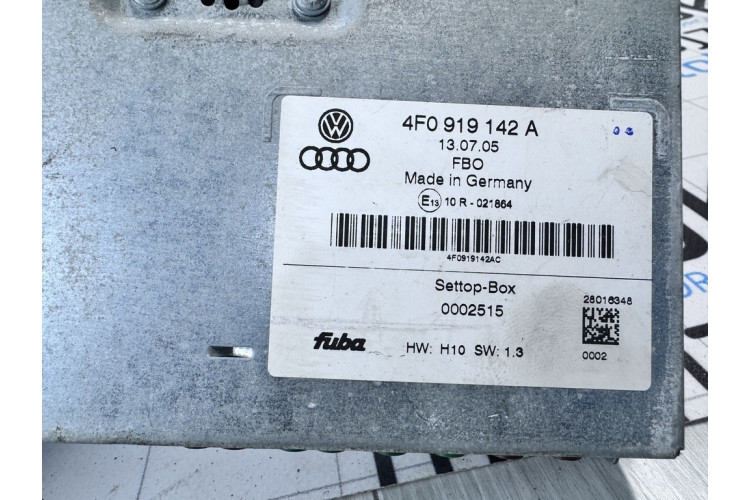 4F0 919 142 A
13.07.05
FBO
Made in Germany
E13 10 R - 021864
4F0919142AC
Settop-Box
0002515
28016348
fuba
HW: H10 SW: 1.3
0002